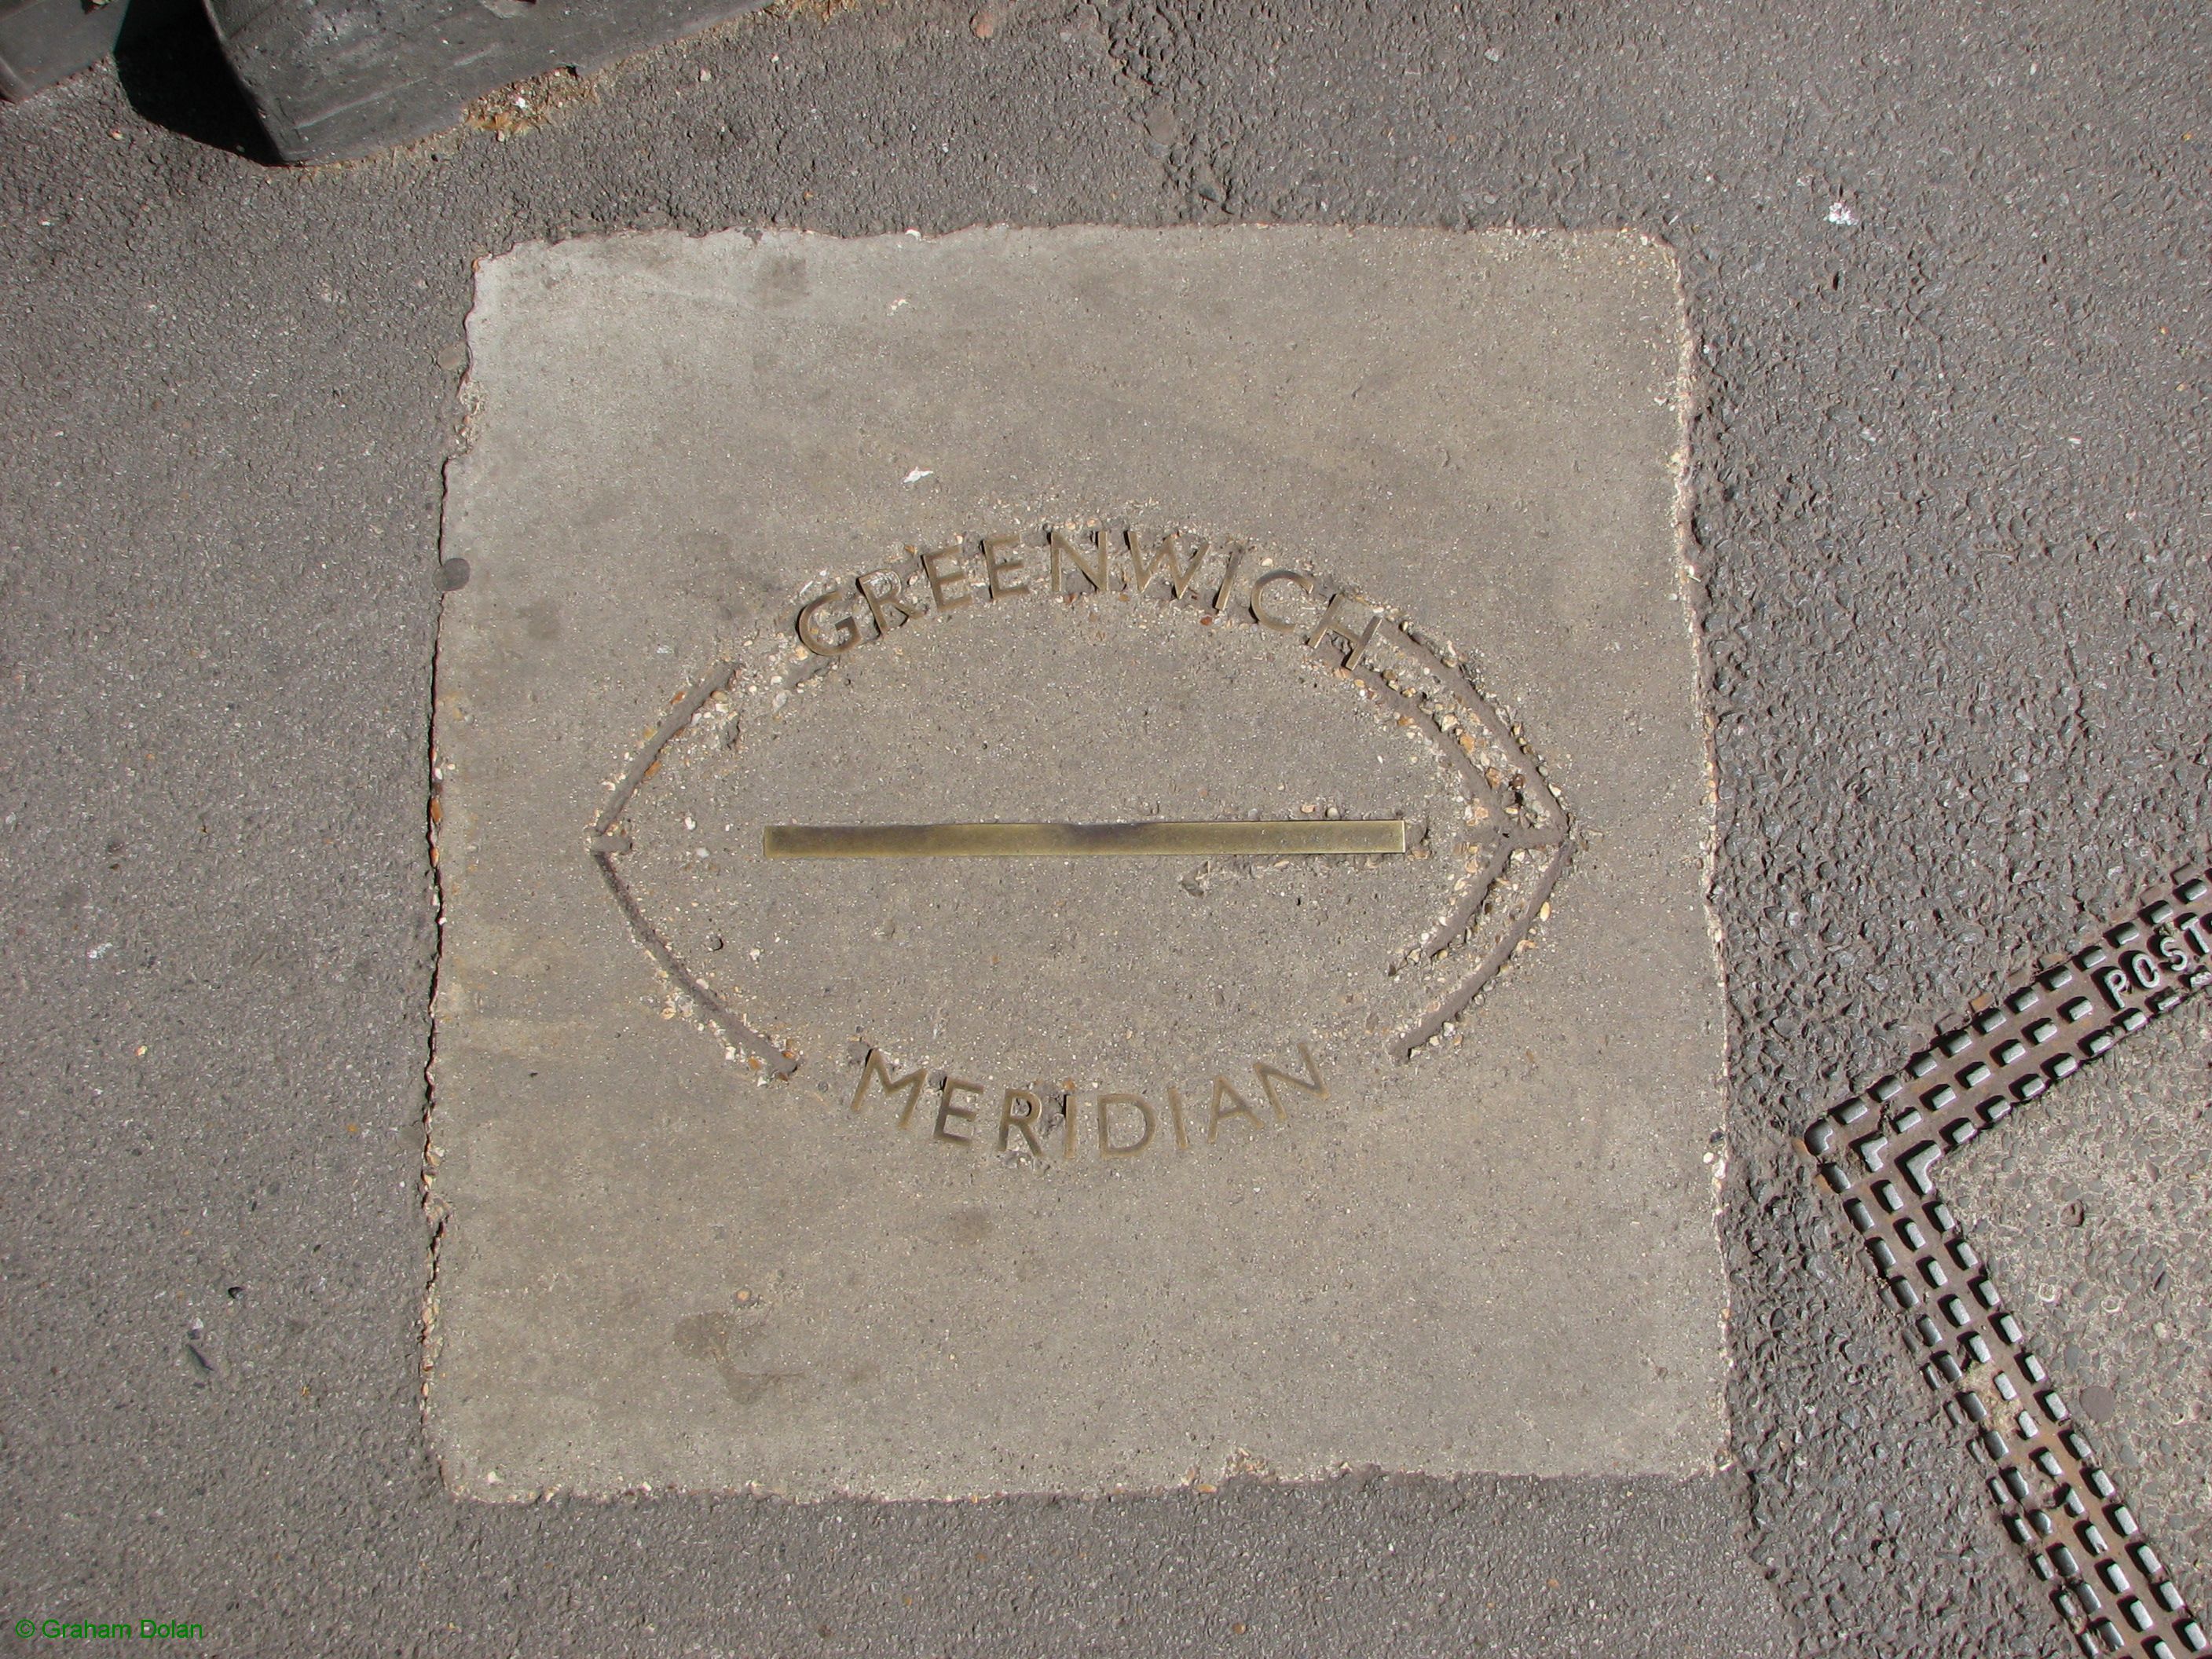 GREENWICH
MERIDIAN
POST
© Graham Dolan